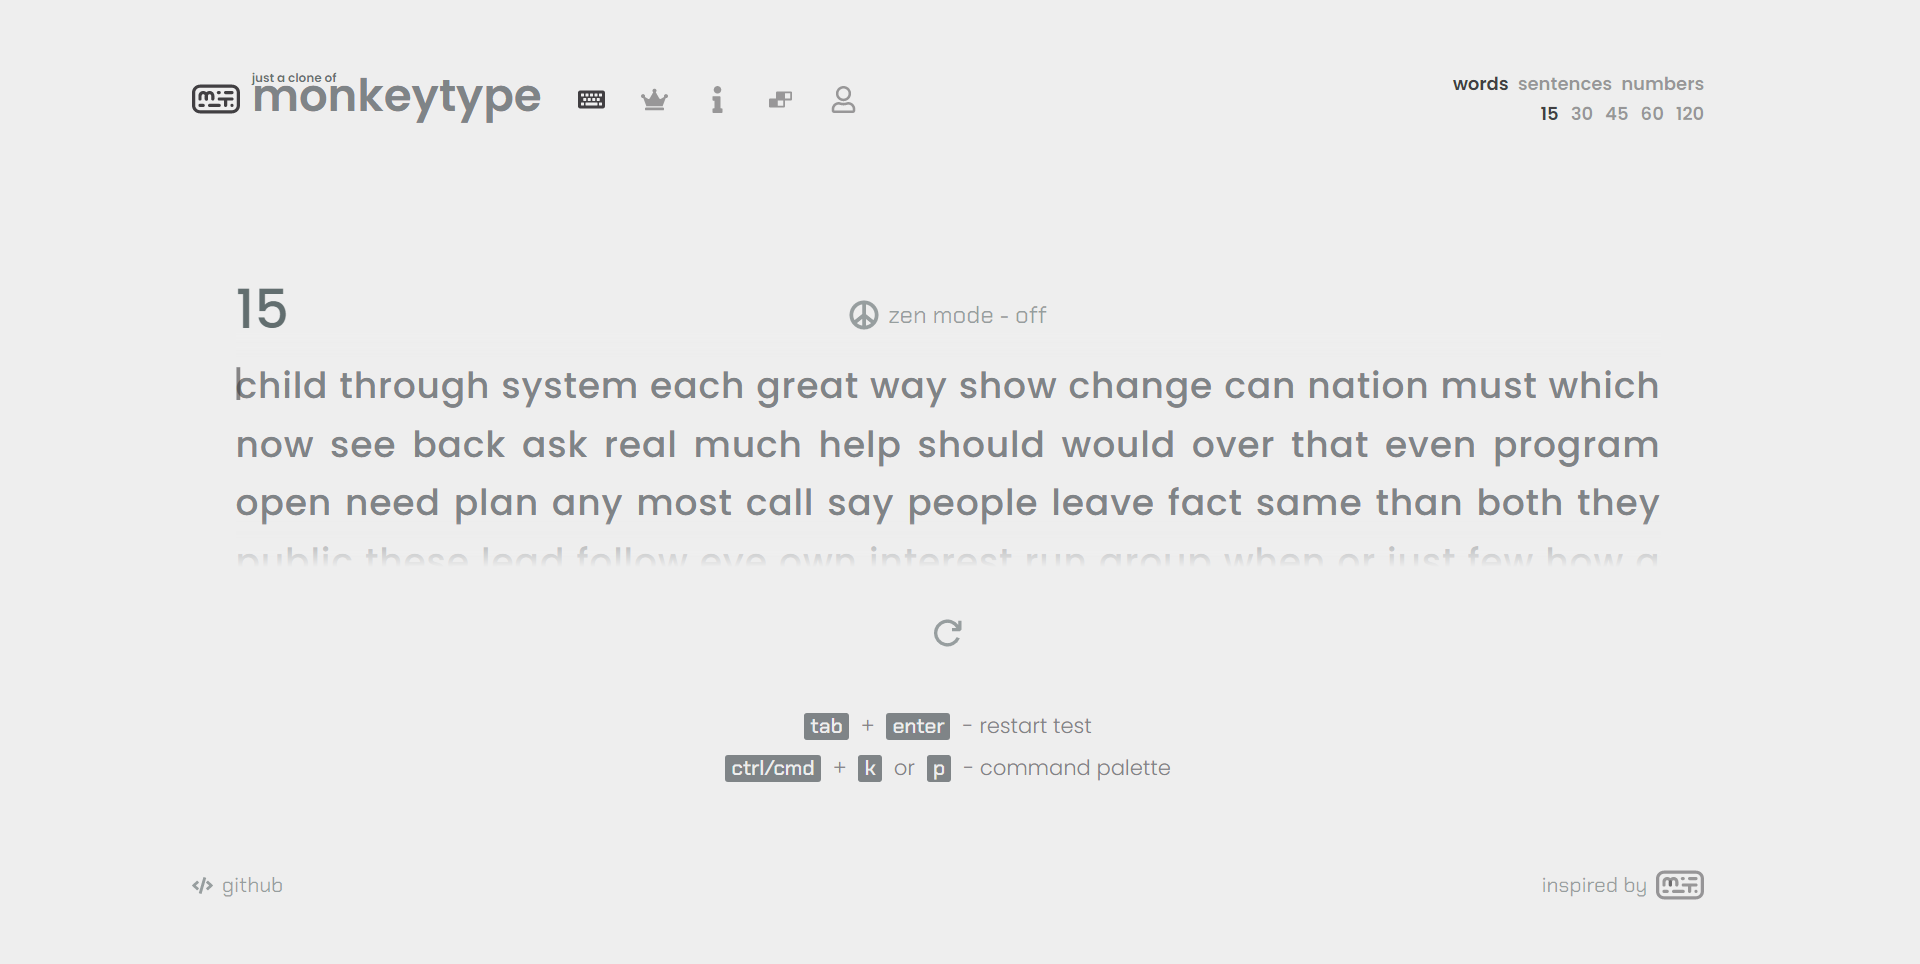 just a clone of
monkeytype
words sentences numbers
15 30 45 60 120
15
zen mode - off
child through system each great way show change can nation must which
now see back ask real much help should would over that even program
open need plan any most call say people leave fact same than both they
public these lead follow eye own interest run group when or just few how a
tab + enter - restart test
ctrl/cmd + k or p - command palette
github
inspired by